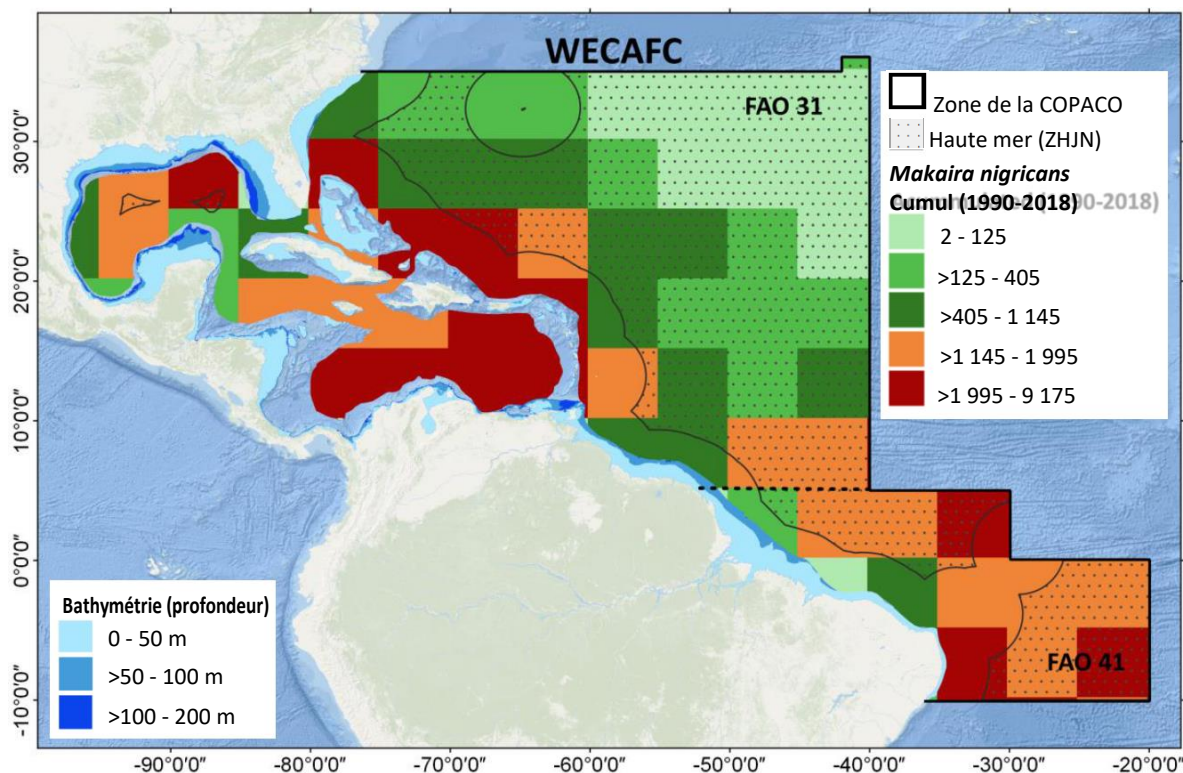 WECAFC
FAO 31
Zone de la COPACO
Haute mer (ZHJN)
Makaira nigricans
Cumul (1990-2018)
2 - 125
>125 - 405
>405 - 1 145
>1 145 - 1 995
>1 995 - 9 175
30°0'0"
20°0'0"
10°0'0"
0°0'0"
-10°0'0"
Bathymétrie (profondeur)
0 - 50 m
>50 - 100 m
>100 - 200 m
FAO 41
-90°0'0"
-80°0'0"
-70°0'0"
-60°0'0"
-50°0'0"
-40°0'0"
-30°0'0"
-20°0'0"